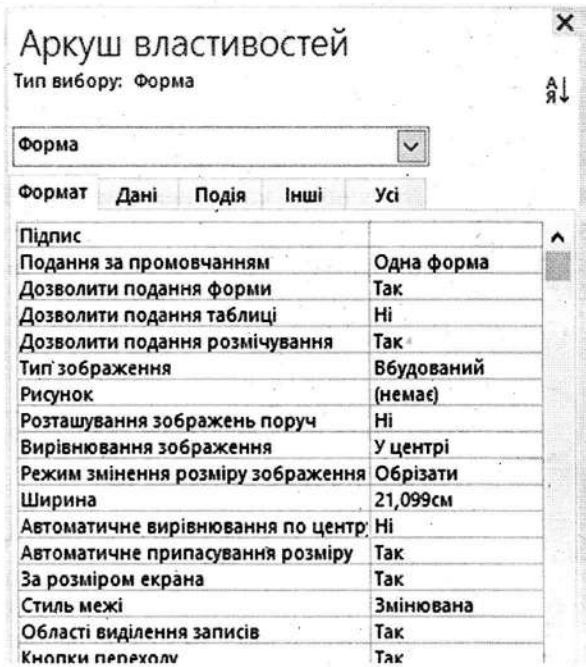 Аркуш властивостей
Тип вибору: Форма
АЯ↓
Форма
Формат Дані Подія Інші Усі
Підпис
Подання за промовчанням Одна форма
Дозволити подання форми Так
Дозволити подання таблиці Ні
Дозволити подання розмічування Так
Тип зображення Вбудований
Рисунок (немає)
Розташування зображень поруч Ні
Вирівнювання зображення У центрі
Режим змінення розміру зображення Обрізати
Ширина 21,099см
Автоматичне вирівнювання по центру Ні
Автоматичне припасування розміру Так
За розміром екрана Так
Стиль межі Змінювана
Області виділення записів Так
Кнопки переходу Так